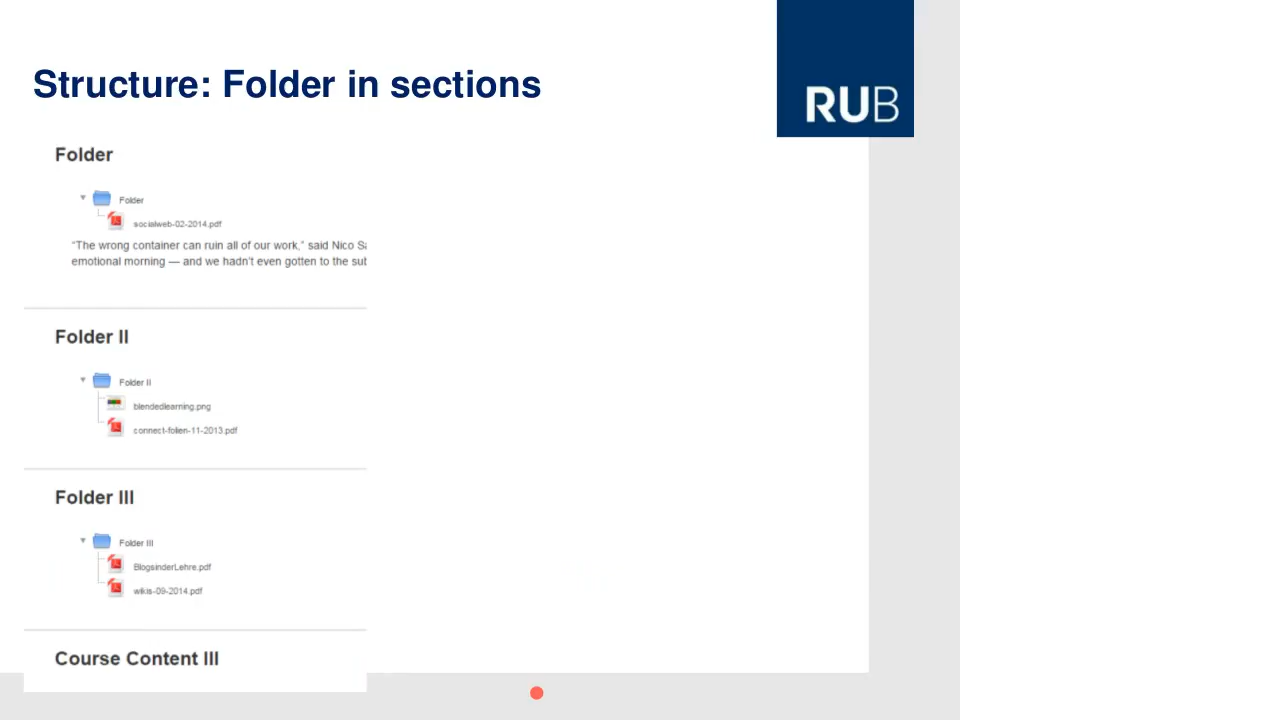 Structure: Folder in sections
RUB
Folder
Folder
socialweb-02-2014.pdf
“The wrong container can ruin all of our work,” said Nico Sa
emotional morning — and we hadn’t even gotten to the sut
Folder II
Folder II
blendedlearning.png
connect-folien-11-2013.pdf
Folder III
Folder III
BlogsinderLehre.pdf
wikis-09-2014.pdf
Course Content III